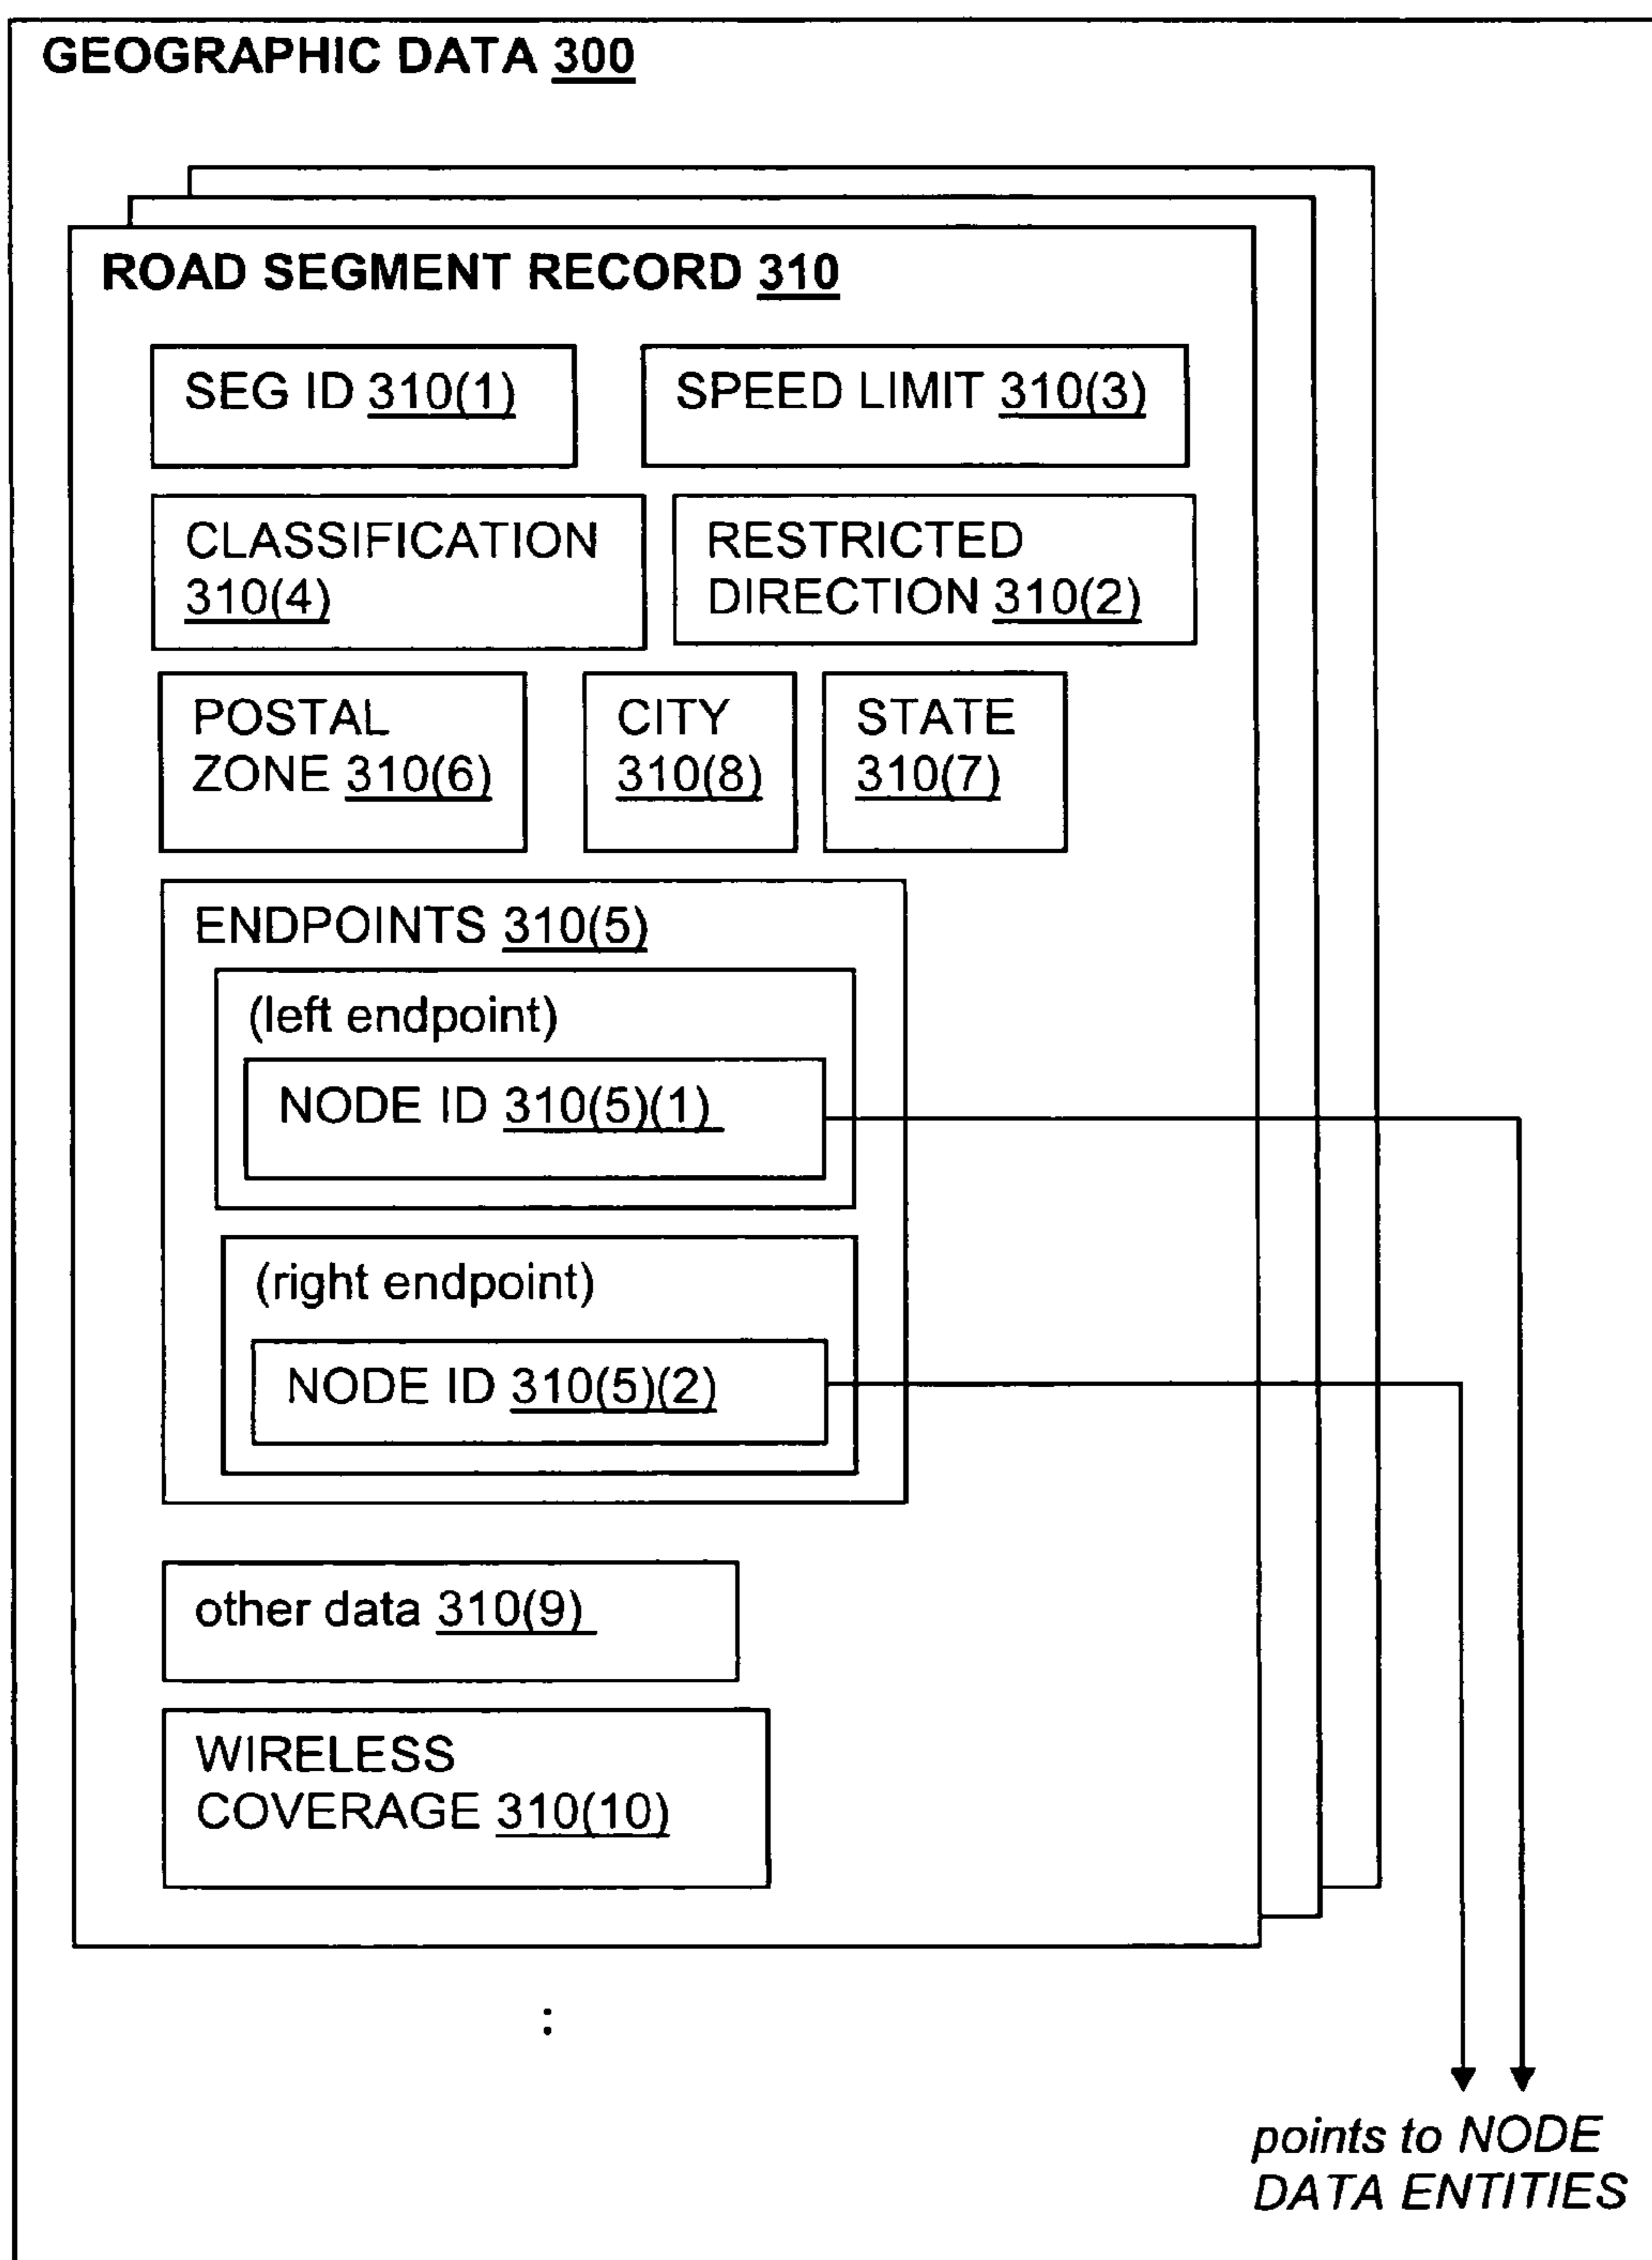 GEOGRAPHIC DATA 300
ROAD SEGMENT RECORD 310
SEG ID 310(1)
SPEED LIMIT 310(3)
CLASSIFICATION
310(4)
RESTRICTED
DIRECTION 310(2)
POSTAL
ZONE 310(6)
CITY
310(8)
STATE
310(7)
ENDPOINTS 310(5)
(left endpoint)
NODE ID 310(5)(1)
(right endpoint)
NODE ID 310(5)(2)
other data 310(9)
WIRELESS
COVERAGE 310(10)
:
points to NODE
DATA ENTITIES